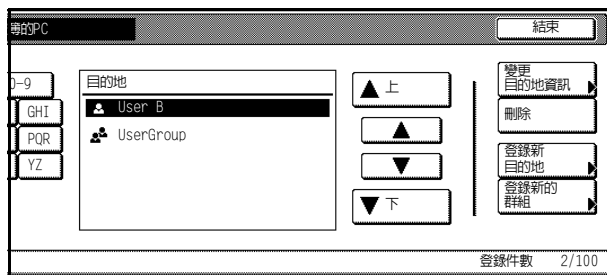 簿的PC
結束
0-9
GHI
PQR
YZ
目的地
User B
UserGroup
上
下
變更
目的地資訊
刪除
登錄新
目的地
登錄新的
群組
登錄件數 2/100